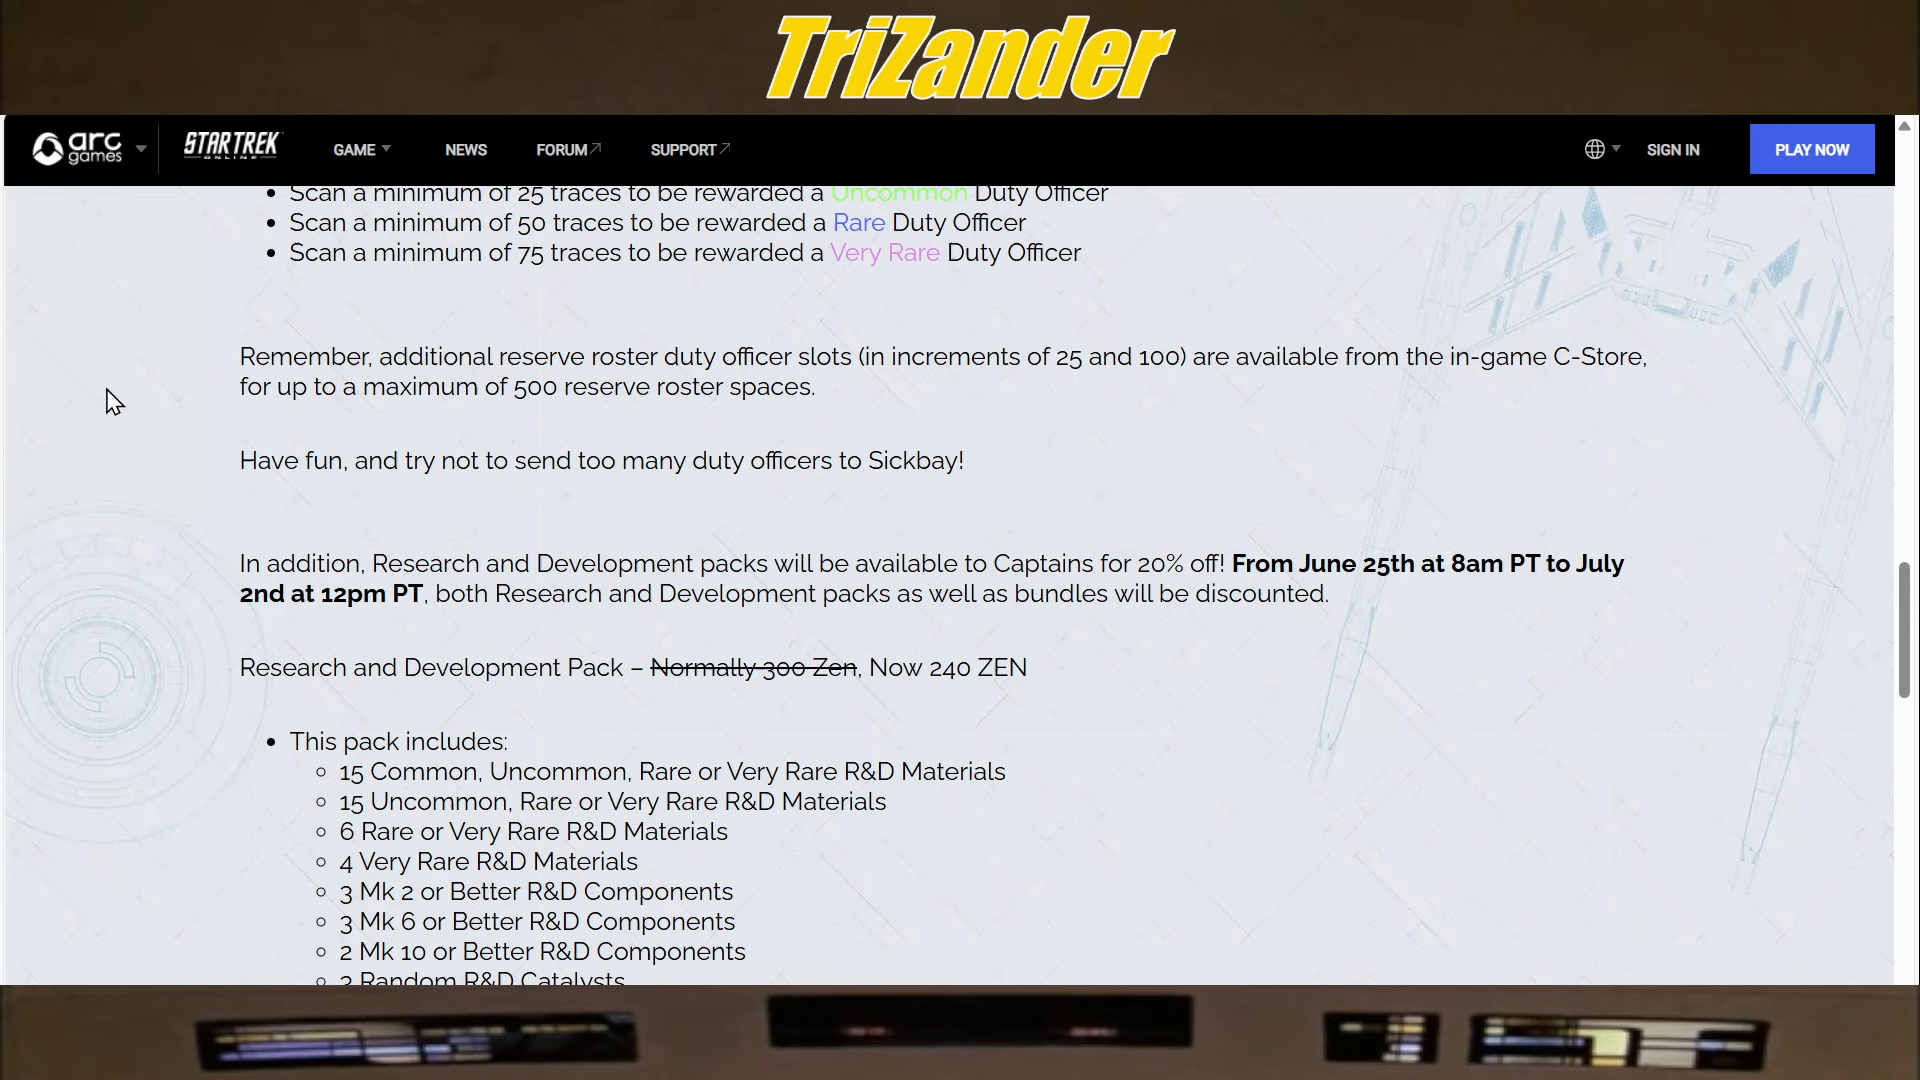 TriZander
arc games
STAR TREK ONLINE
GAME
NEWS
FORUM
SUPPORT
SIGN IN
PLAY NOW
Scan a minimum of 25 traces to be rewarded a Uncommon Duty Officer
Scan a minimum of 50 traces to be rewarded a Rare Duty Officer
Scan a minimum of 75 traces to be rewarded a Very Rare Duty Officer
Remember, additional reserve roster duty officer slots (in increments of 25 and 100) are available from the in-game C-Store,
for up to a maximum of 500 reserve roster spaces.
Have fun, and try not to send too many duty officers to Sickbay!
In addition, Research and Development packs will be available to Captains for 20% off! From June 25th at 8am PT to July
2nd at 12pm PT, both Research and Development packs as well as bundles will be discounted.
Research and Development Pack – Normally 300 Zen, Now 240 ZEN
This pack includes:
15 Common, Uncommon, Rare or Very Rare R&D Materials
15 Uncommon, Rare or Very Rare R&D Materials
6 Rare or Very Rare R&D Materials
4 Very Rare R&D Materials
3 Mk 2 or Better R&D Components
3 Mk 6 or Better R&D Components
2 Mk 10 or Better R&D Components
Random R&D Catalysts